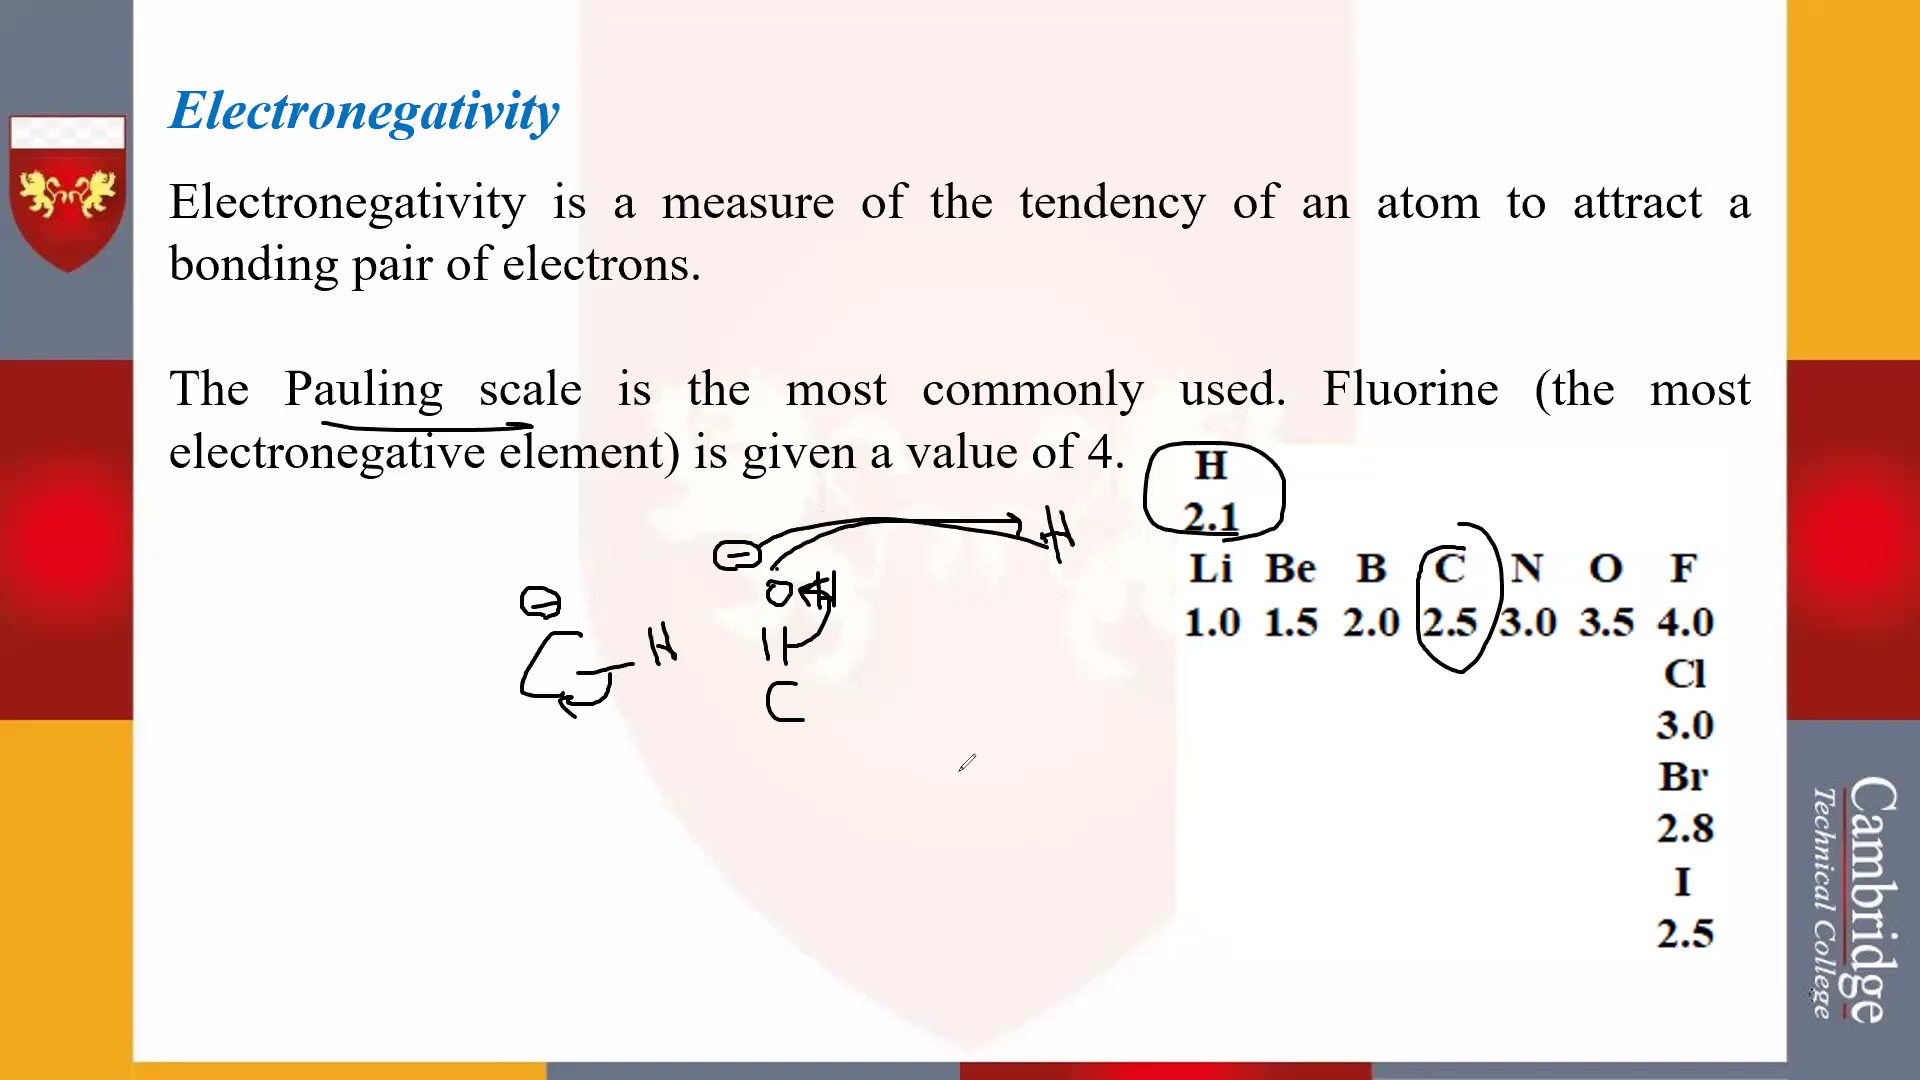 Electronegativity
Electronegativity is a measure of the tendency of an atom to attract a
bonding pair of electrons.
The Pauling scale is the most commonly used. Fluorine (the most
electronegative element) is given a value of 4.
H
2.1
Li Be B C N O F
1.0 1.5 2.0 2.5 3.0 3.5 4.0
Cl
3.0
Br
2.8
I
2.5
H
O H
C
C H
Cambridge
Technical College